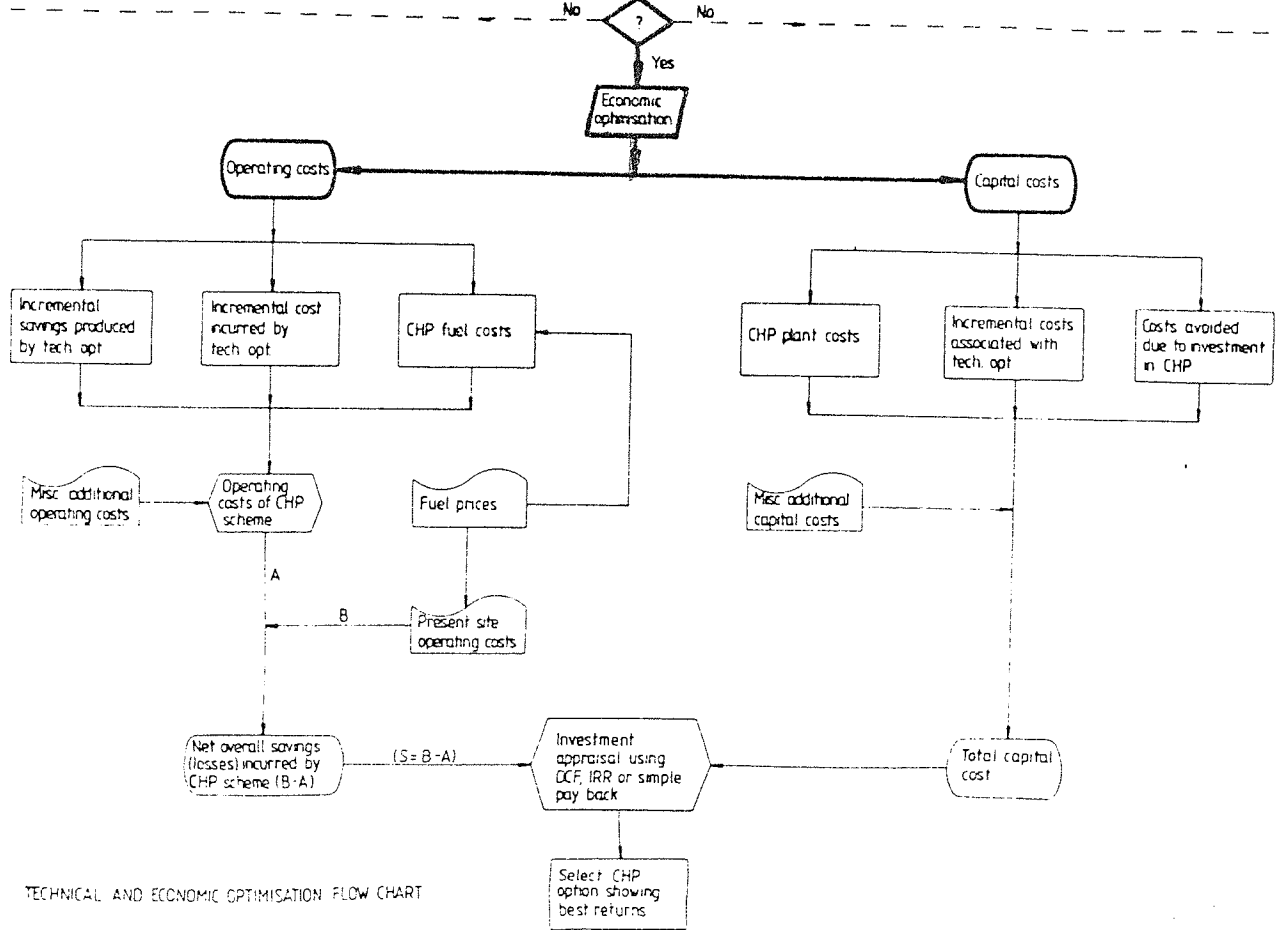 No
?
No
Yes
Economic
optimisation
Operating costs
Capital costs
Incremental
savings produced
by tech opt
Incremental cost
incurred by
tech opt
CHP fuel costs
CHP plant costs
Incremental costs
associated with
tech. opt
Costs avoided
due to investment
in CHP
Misc additional
operating costs
Operating
costs of CHP
scheme
Fuel prices
Misc additional
capital costs
A
B
Present site
operating costs
Net overall savings
(losses) incurred by
CHP scheme (B-A)
(S=B-A)
Investment
appraisal using
DCF, IRR or simple
pay back
Total capital
cost
Select CHP
option showing
best returns
TECHNICAL AND ECONOMIC OPTIMISATION FLOW CHART